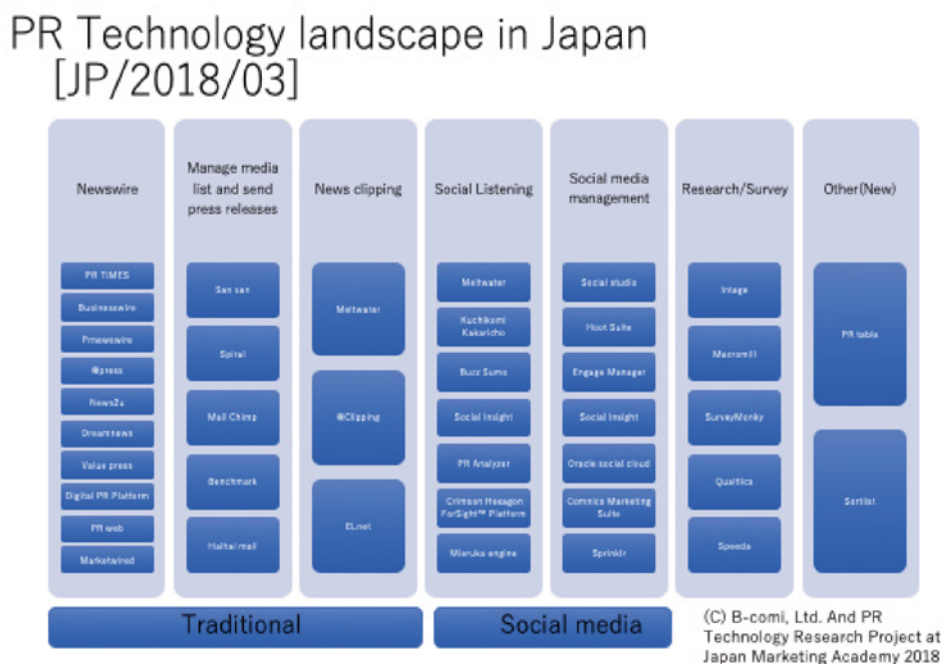 PR Technology landscape in Japan
[JP/2018/03]
Newswire
PR TIMES
Businesswire
Prnewswire
@press
News2u
Dreamnews
Value press
Digital PR Platform
PR web
Marketwired
Manage media
list and send
press releases
San san
Spiral
Mail Chimp
Benchmark
Haihai mail
News clipping
Meltwater
@Clipping
ELnet
Social Listening
Meltwater
Kuchikomi
Kakaricho
Buzz Sumo
Social Insight
PR Analyzer
Crimson Hexagon
ForSight™ Platform
Mieruka engine
Social media
management
Social studio
Hoot Suite
Engage Manager
Social Insight
Oracle social cloud
Comnico Marketing
Suite
Sprinklr
Research/Survey
Intage
Macromill
SurveyMonky
Qualtics
Speeda
Other(New)
PR table
Sortlist
Traditional
Social media
(C) B-comi, Ltd. And PR
Technology Research Project at
Japan Marketing Academy 2018